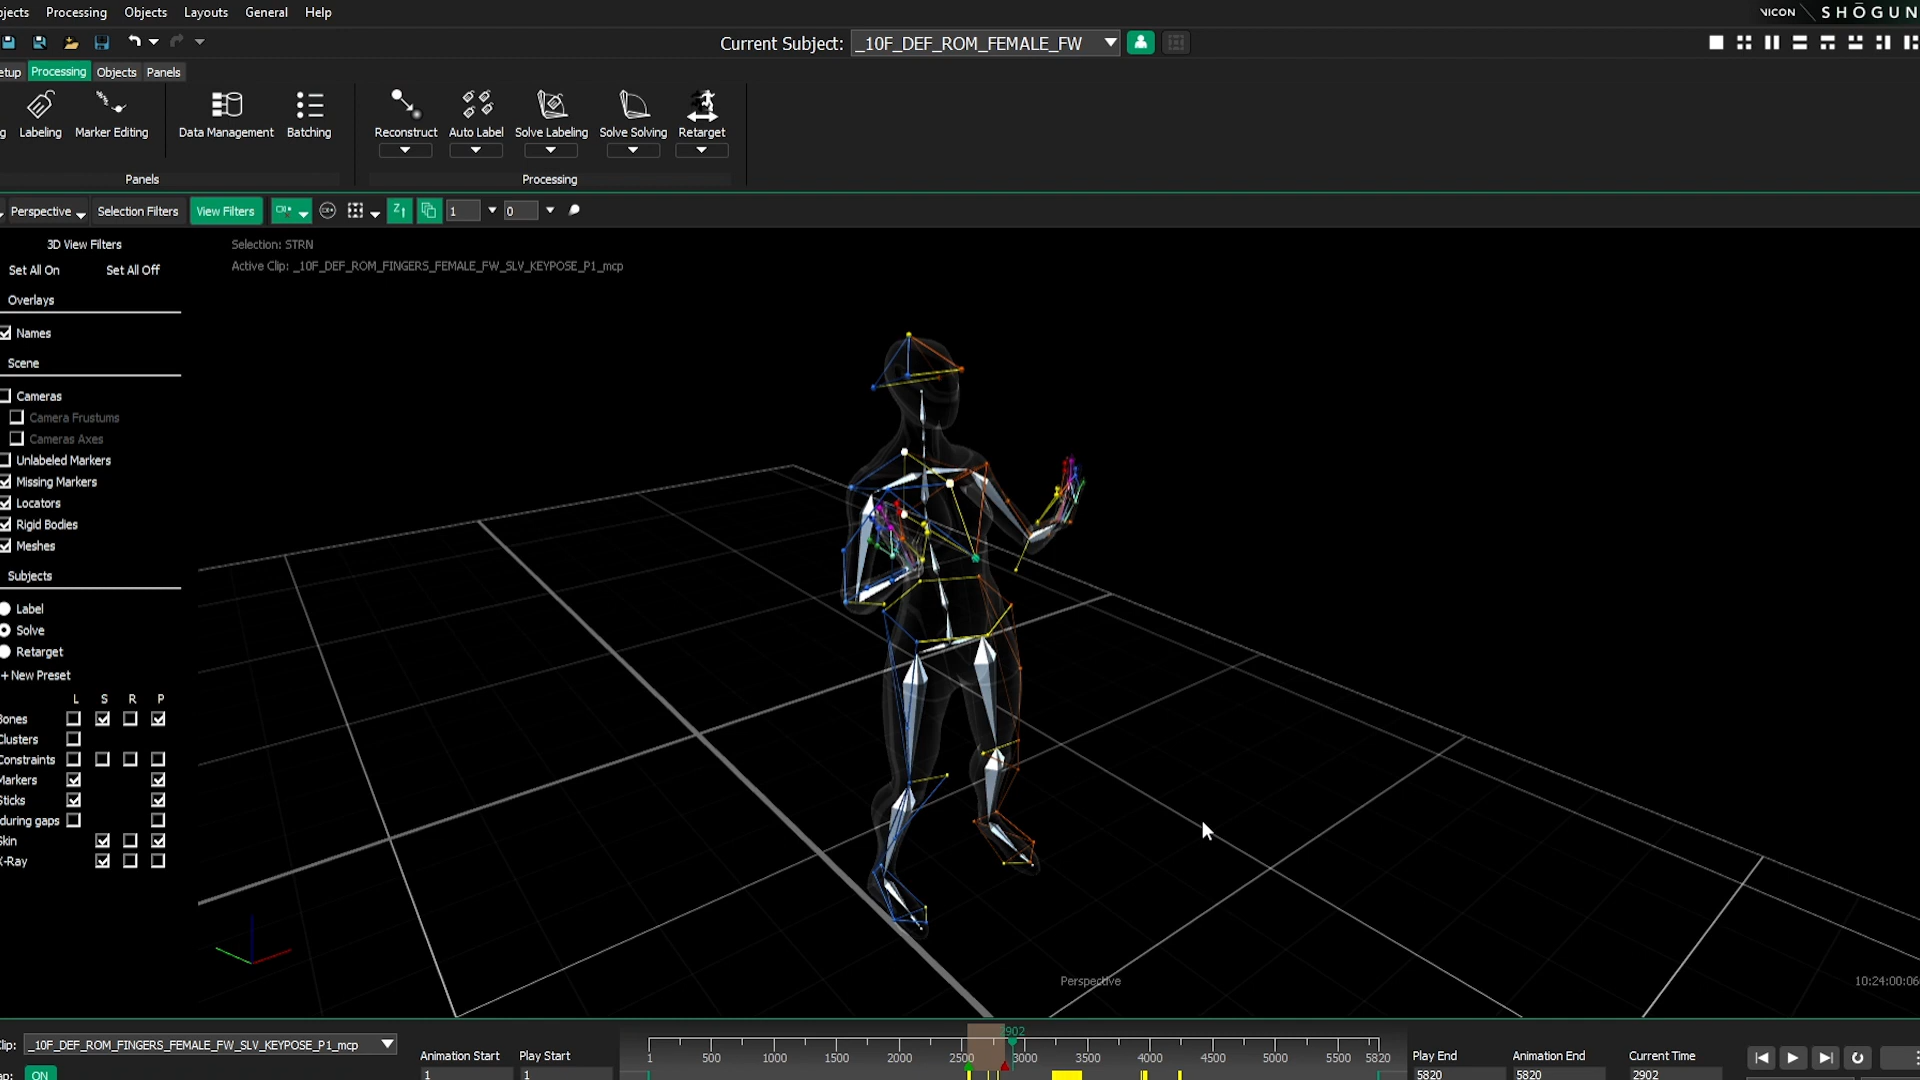 Processing Objects Layouts General Help
VICON SHŌGUN
Current Subject: _10F_DEF_ROM_FEMALE_FW
Processing Objects Panels
Labeling Marker Editing Data Management Batching Reconstruct Auto Label Solve Labeling Solve Solving Retarget
Panels Processing
Perspective Selection Filters View Filters 1 0
3D View Filters
Selection: STRN
Set All On Set All Off
Active Clip: _10F_DEF_ROM_FINGERS_FEMALE_FW_SLV_KEYPOSE_P1_mcp
Overlays
Names
Scene
Cameras
Camera Frustums
Cameras Axes
Unlabeled Markers
Missing Markers
Locators
Rigid Bodies
Meshes
Subjects
Label
Solve
Retarget
+ New Preset
L S R P
Bones
Clusters
Constraints
Markers
Sticks
during gaps
Skin
X-Ray
Perspective 10:24:00:06
2902
_10F_DEF_ROM_FINGERS_FEMALE_FW_SLV_KEYPOSE_P1_mcp
Animation Start Play Start
1 500 1000 1500 2000 2500 3000 3500 4000 4500 5000 5500 5820
Play End Animation End Current Time
ON 1 1 5820 5820 2902